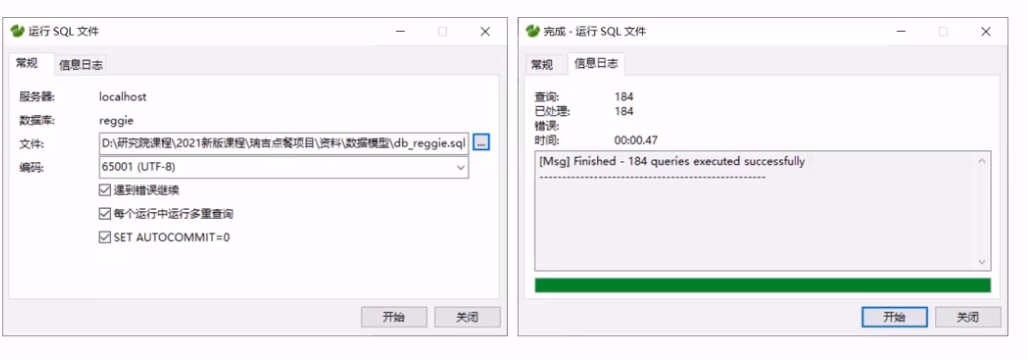 运行 SQL 文件
常规 信息日志
服务器: localhost
数据库: reggie
文件: D:\研究院课程\2021新版课程\瑞吉点餐项目\资料\数据模型\db_reggie.sql ...
编码: 65001 (UTF-8)
遇到错误继续
每个运行中运行多重查询
SET AUTOCOMMIT=0
开始 关闭
完成 - 运行 SQL 文件
常规 信息日志
查询: 184
已处理: 184
错误:
时间: 00:00.47
[Msg] Finished - 184 queries executed successfully
--------------------------------------------------
开始 关闭